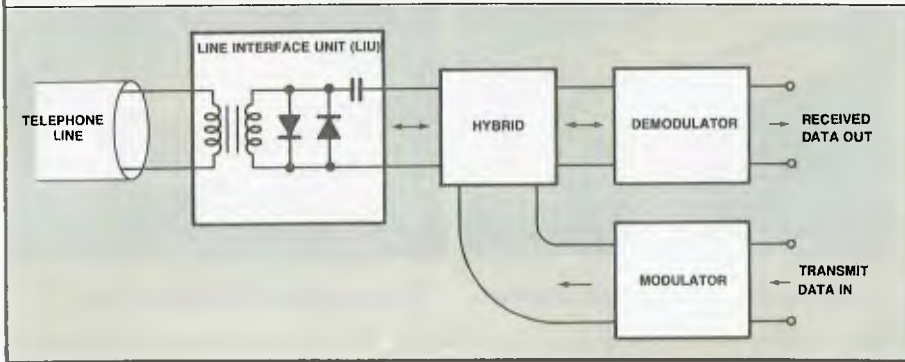 LINE INTERFACE UNIT (LIU)
TELEPHONE
LINE
HYBRID
DEMODULATOR
RECEIVED
DATA OUT
MODULATOR
TRANSMIT
DATA IN